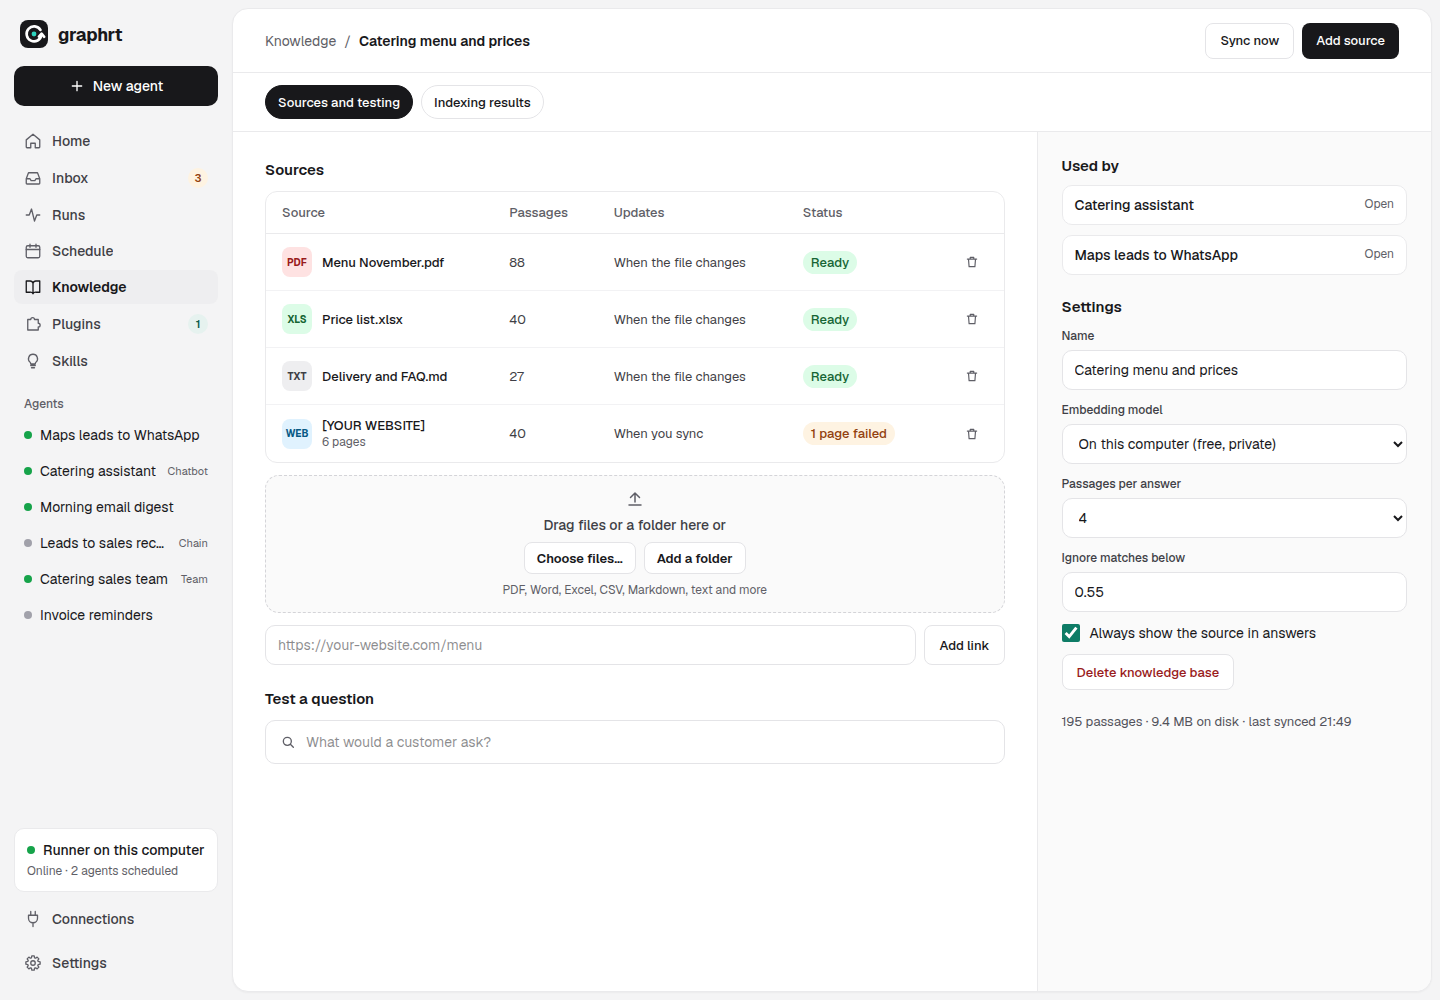 graphrt
New agent
Home
Inbox 3
Runs
Schedule
Knowledge
Plugins 1
Skills
Agents
Maps leads to WhatsApp
Catering assistant Chatbot
Morning email digest
Leads to sales rec... Chain
Catering sales team Team
Invoice reminders
Runner on this computer
Online · 2 agents scheduled
Connections
Settings
Knowledge / Catering menu and prices
Sync now
Add source
Sources and testing
Indexing results
Sources
Source Passages Updates Status
PDF Menu November.pdf 88 When the file changes Ready
XLS Price list.xlsx 40 When the file changes Ready
TXT Delivery and FAQ.md 27 When the file changes Ready
WEB [YOUR WEBSITE] 40 When you sync 1 page failed
6 pages
Drag files or a folder here or
Choose files... Add a folder
PDF, Word, Excel, CSV, Markdown, text and more
https://your-website.com/menu Add link
Test a question
What would a customer ask?
Used by
Catering assistant Open
Maps leads to WhatsApp Open
Settings
Name
Catering menu and prices
Embedding model
On this computer (free, private)
Passages per answer
4
Ignore matches below
0.55
Always show the source in answers
Delete knowledge base
195 passages · 9.4 MB on disk · last synced 21:49